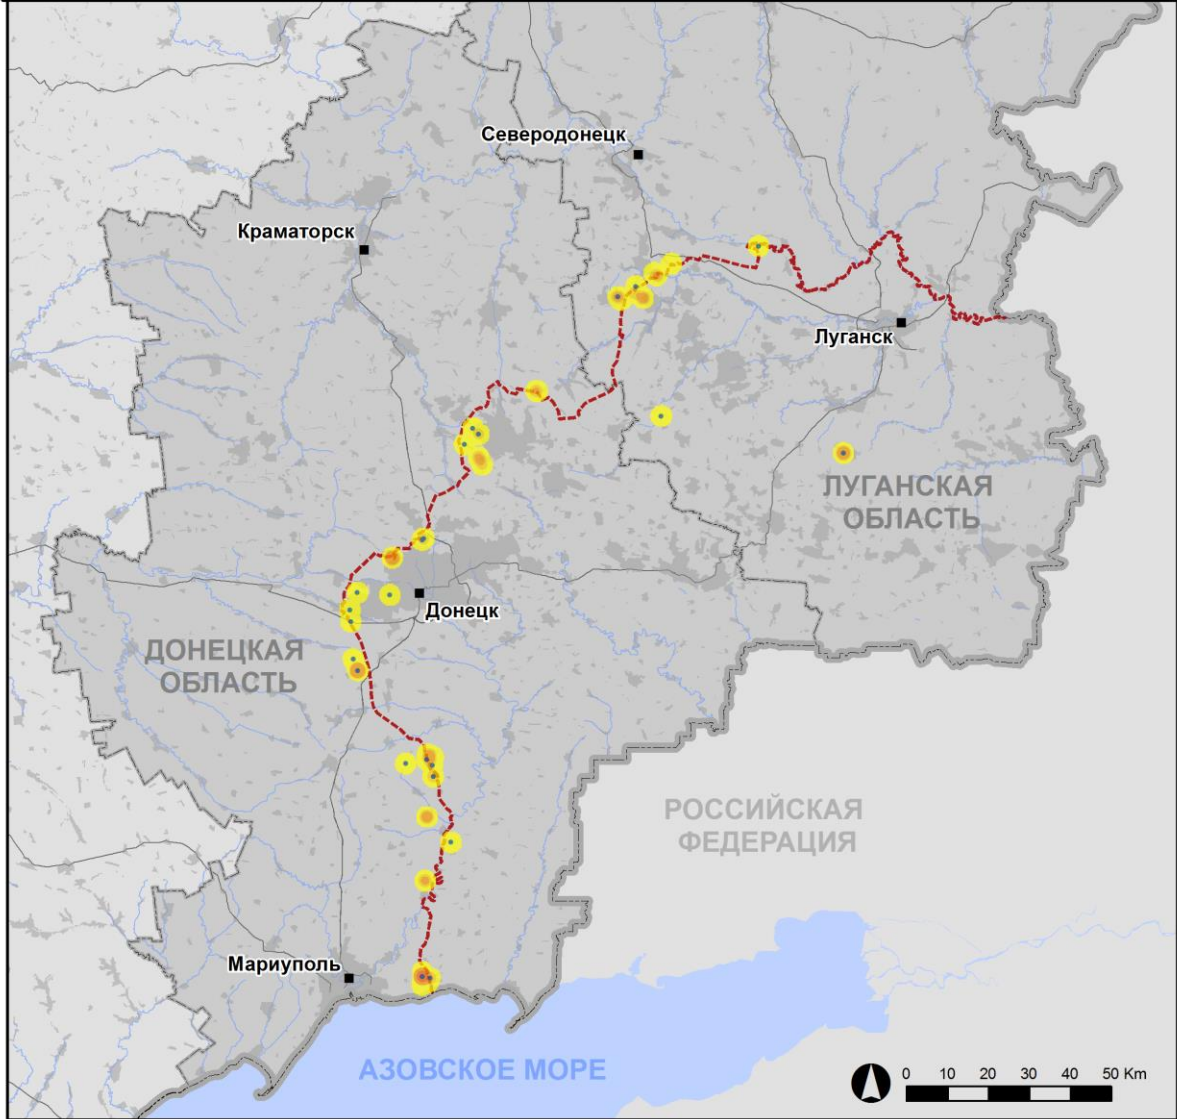 Северодонецк
Краматорск
Луганск
ЛУГАНСКАЯ
ОБЛАСТЬ
Донецк
ДОНЕЦКАЯ
ОБЛАСТЬ
РОССИЙСКАЯ
ФЕДЕРАЦИЯ
Мариуполь
АЗОВСКОЕ МОРЕ
0 10 20 30 40 50 Km